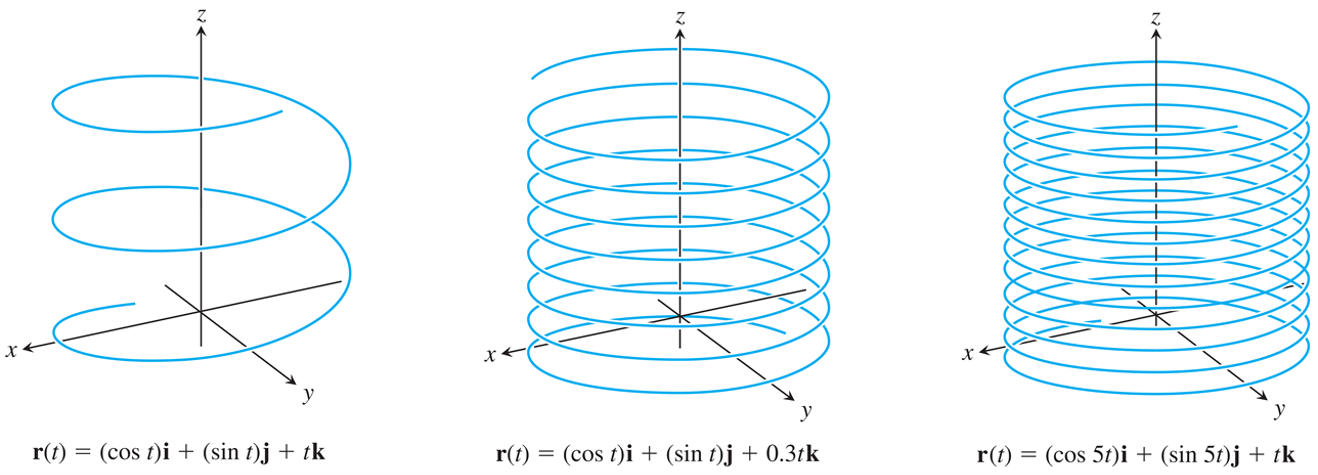 z
z
z
x
y
x
y
x
y
r(t) = (cos t)i + (sin t)j + tk
r(t) = (cos t)i + (sin t)j + 0.3tk
r(t) = (cos 5t)i + (sin 5t)j + tk